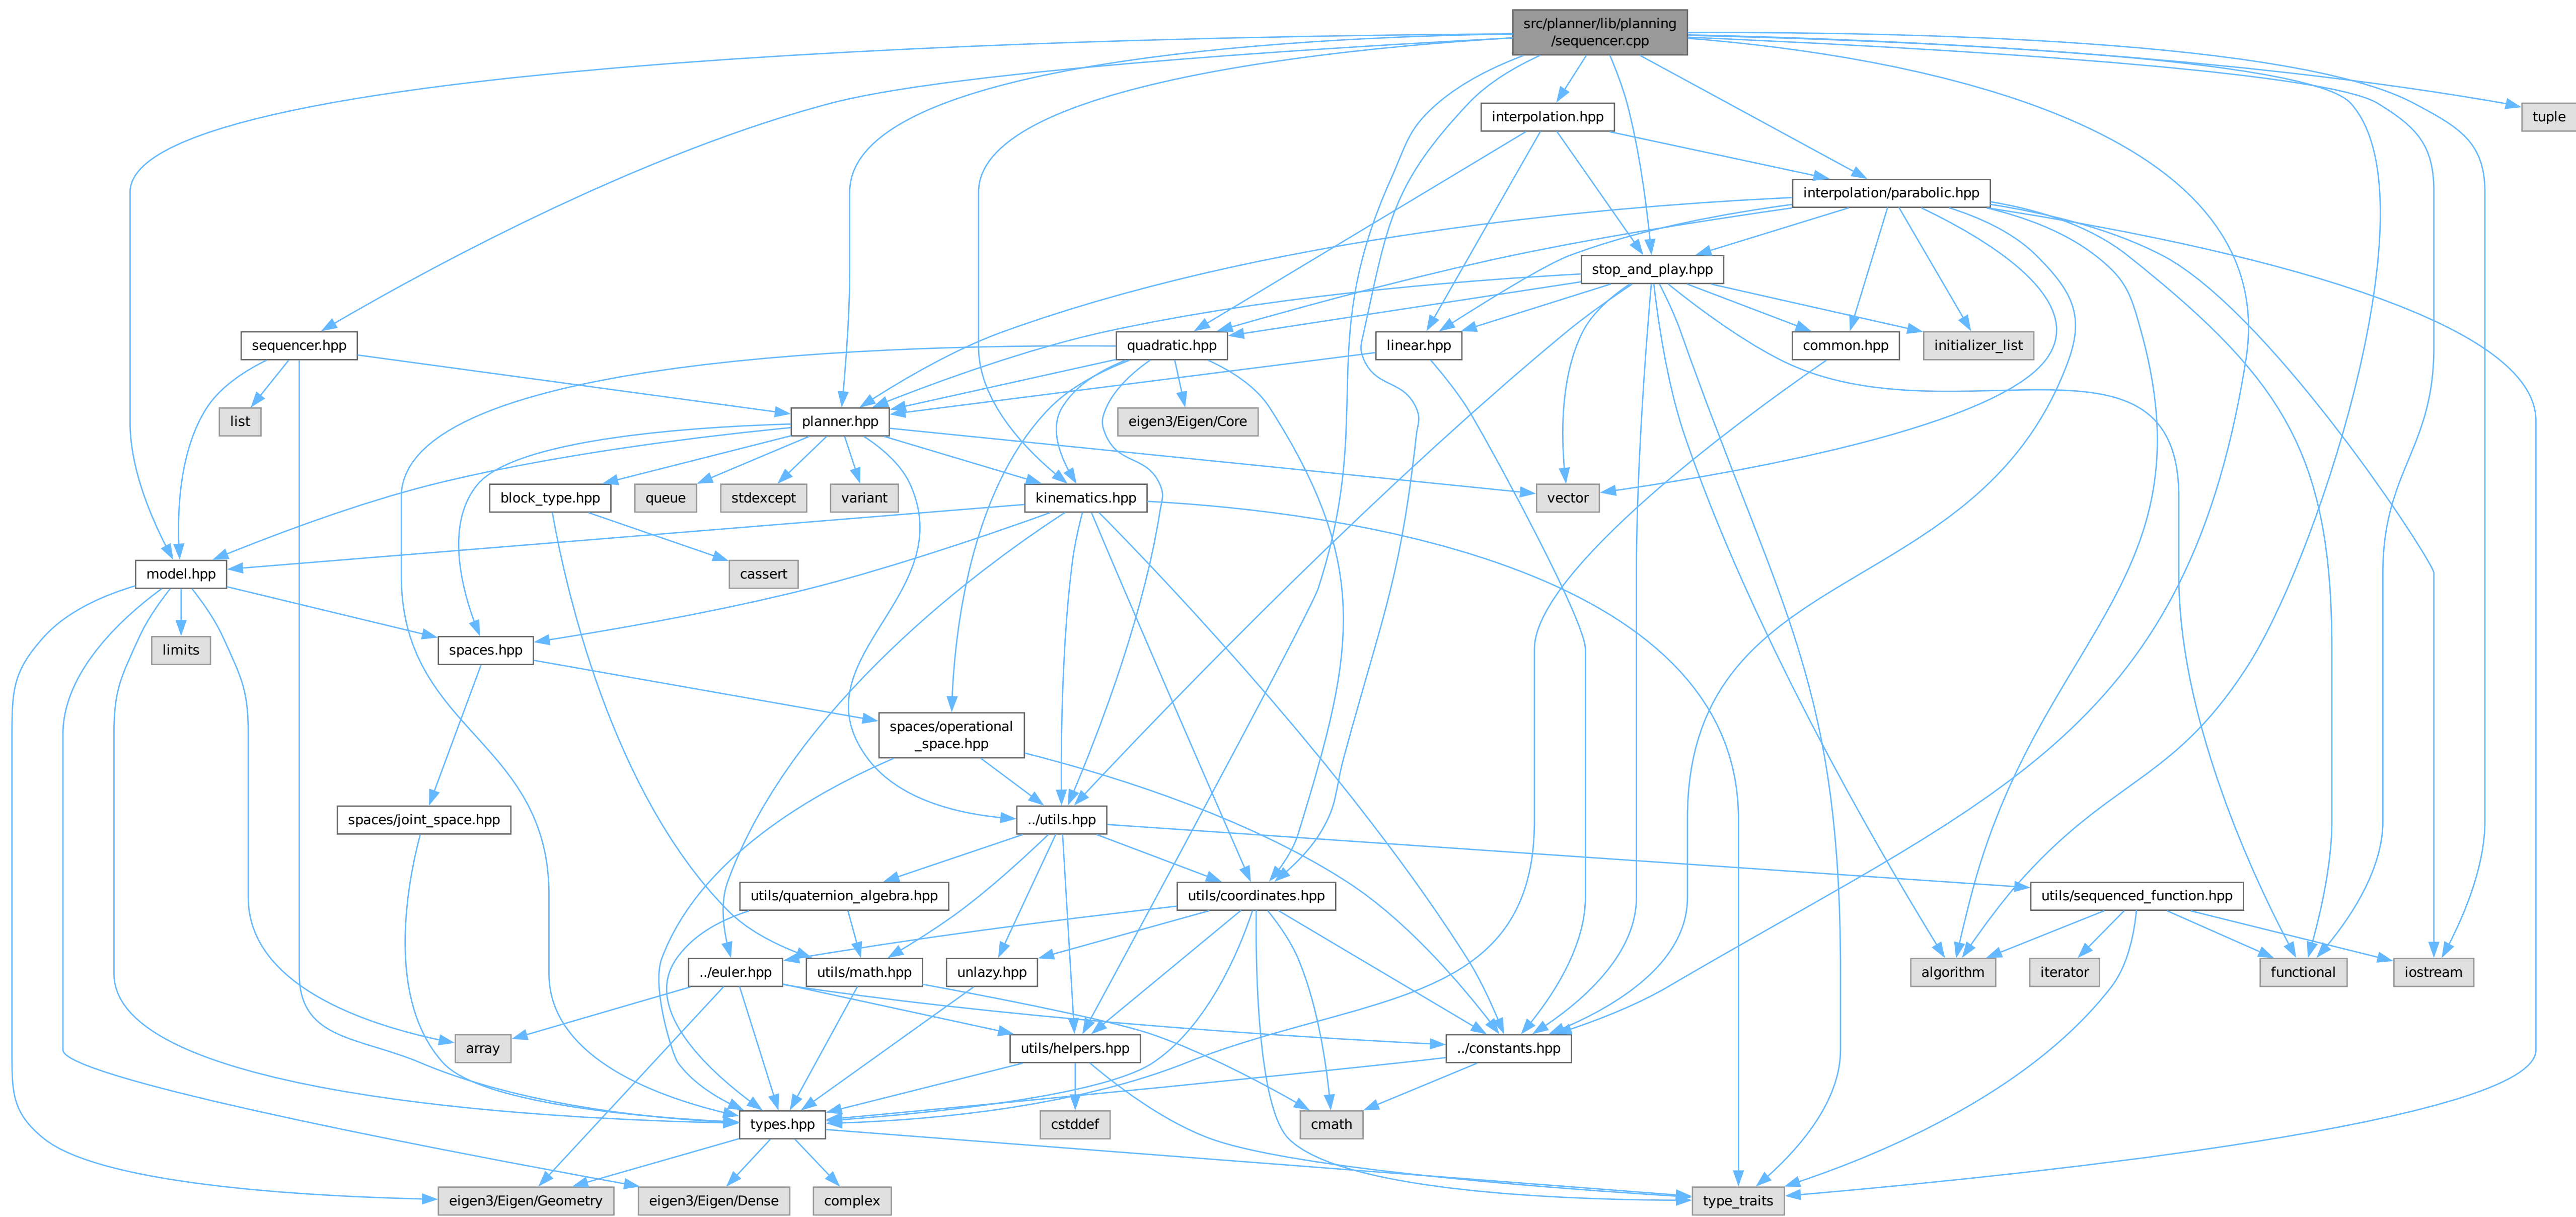 src/planner/lib/planning
/sequencer.cpp
interpolation.hpp
tuple
interpolation/parabolic.hpp
stop_and_play.hpp
sequencer.hpp
quadratic.hpp
linear.hpp
common.hpp
initializer_list
list
planner.hpp
eigen3/Eigen/Core
block_type.hpp
queue
stdexcept
variant
kinematics.hpp
vector
model.hpp
cassert
limits
spaces.hpp
spaces/operational
_space.hpp
spaces/joint_space.hpp
../utils.hpp
utils/quaternion_algebra.hpp
utils/coordinates.hpp
utils/sequenced_function.hpp
../euler.hpp
utils/math.hpp
unlazy.hpp
algorithm
iterator
functional
iostream
array
utils/helpers.hpp
../constants.hpp
types.hpp
cstddef
cmath
eigen3/Eigen/Geometry
eigen3/Eigen/Dense
complex
type_traits